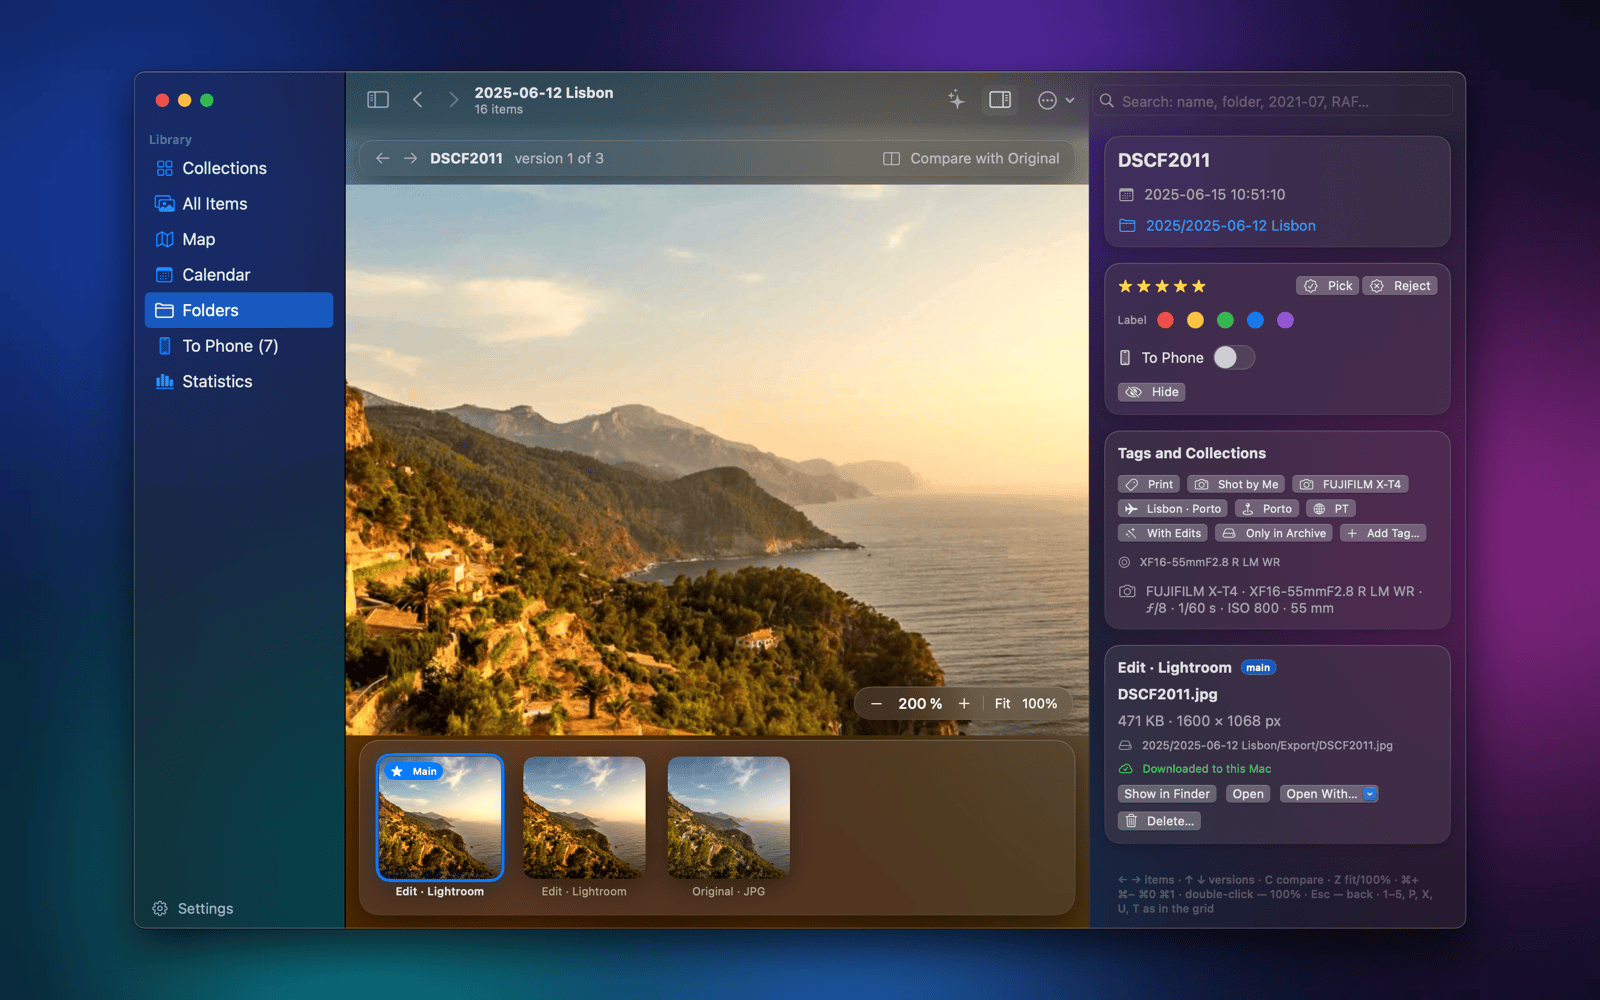 Library
Collections
All Items
Map
Calendar
Folders
To Phone (7)
Statistics
Settings
2025-06-12 Lisbon
16 items
Search: name, folder, 2021-07, RAF...
DSCF2011 version 1 of 3
Compare with Original
− 200 % + Fit 100%
Main
Edit · Lightroom
Edit · Lightroom
Original · JPG
DSCF2011
2025-06-15 10:51:10
2025/2025-06-12 Lisbon
Pick Reject
Label
To Phone
Hide
Tags and Collections
Print Shot by Me FUJIFILM X-T4
Lisbon · Porto Porto PT
With Edits Only in Archive + Add Tag...
XF16-55mmF2.8 R LM WR
FUJIFILM X-T4 · XF16-55mmF2.8 R LM WR ·
ƒ/8 · 1/60 s · ISO 800 · 55 mm
Edit · Lightroom main
DSCF2011.jpg
471 KB · 1600 × 1068 px
2025/2025-06-12 Lisbon/Export/DSCF2011.jpg
Downloaded to this Mac
Show in Finder Open Open With...
Delete...
← → items · ↑ ↓ versions · C compare · Z fit/100% · ⌘+
⌘− ⌘0 ⌘1 · double-click — 100% · Esc — back · 1–5, P, X,
U, T as in the grid